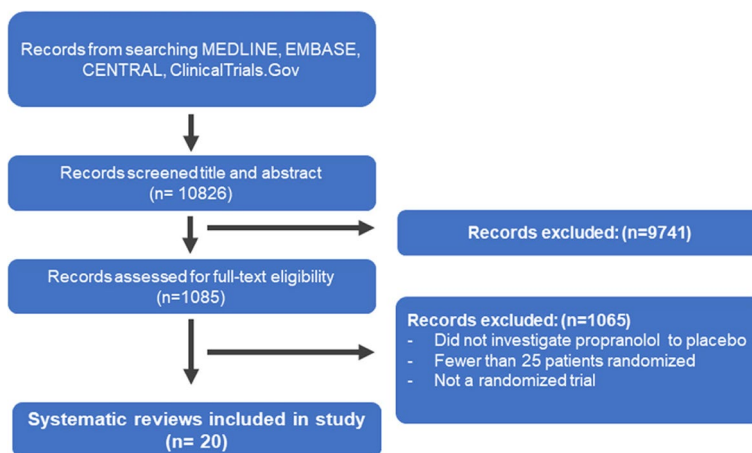 Records from searching MEDLINE, EMBASE,
CENTRAL, ClinicalTrials.Gov
Records screened title and abstract
(n= 10826)
Records excluded: (n=9741)
Records assessed for full-text eligibility
(n=1085)
Records excluded: (n=1065)
- Did not investigate propranolol to placebo
- Fewer than 25 patients randomized
- Not a randomized trial
Systematic reviews included in study
(n= 20)